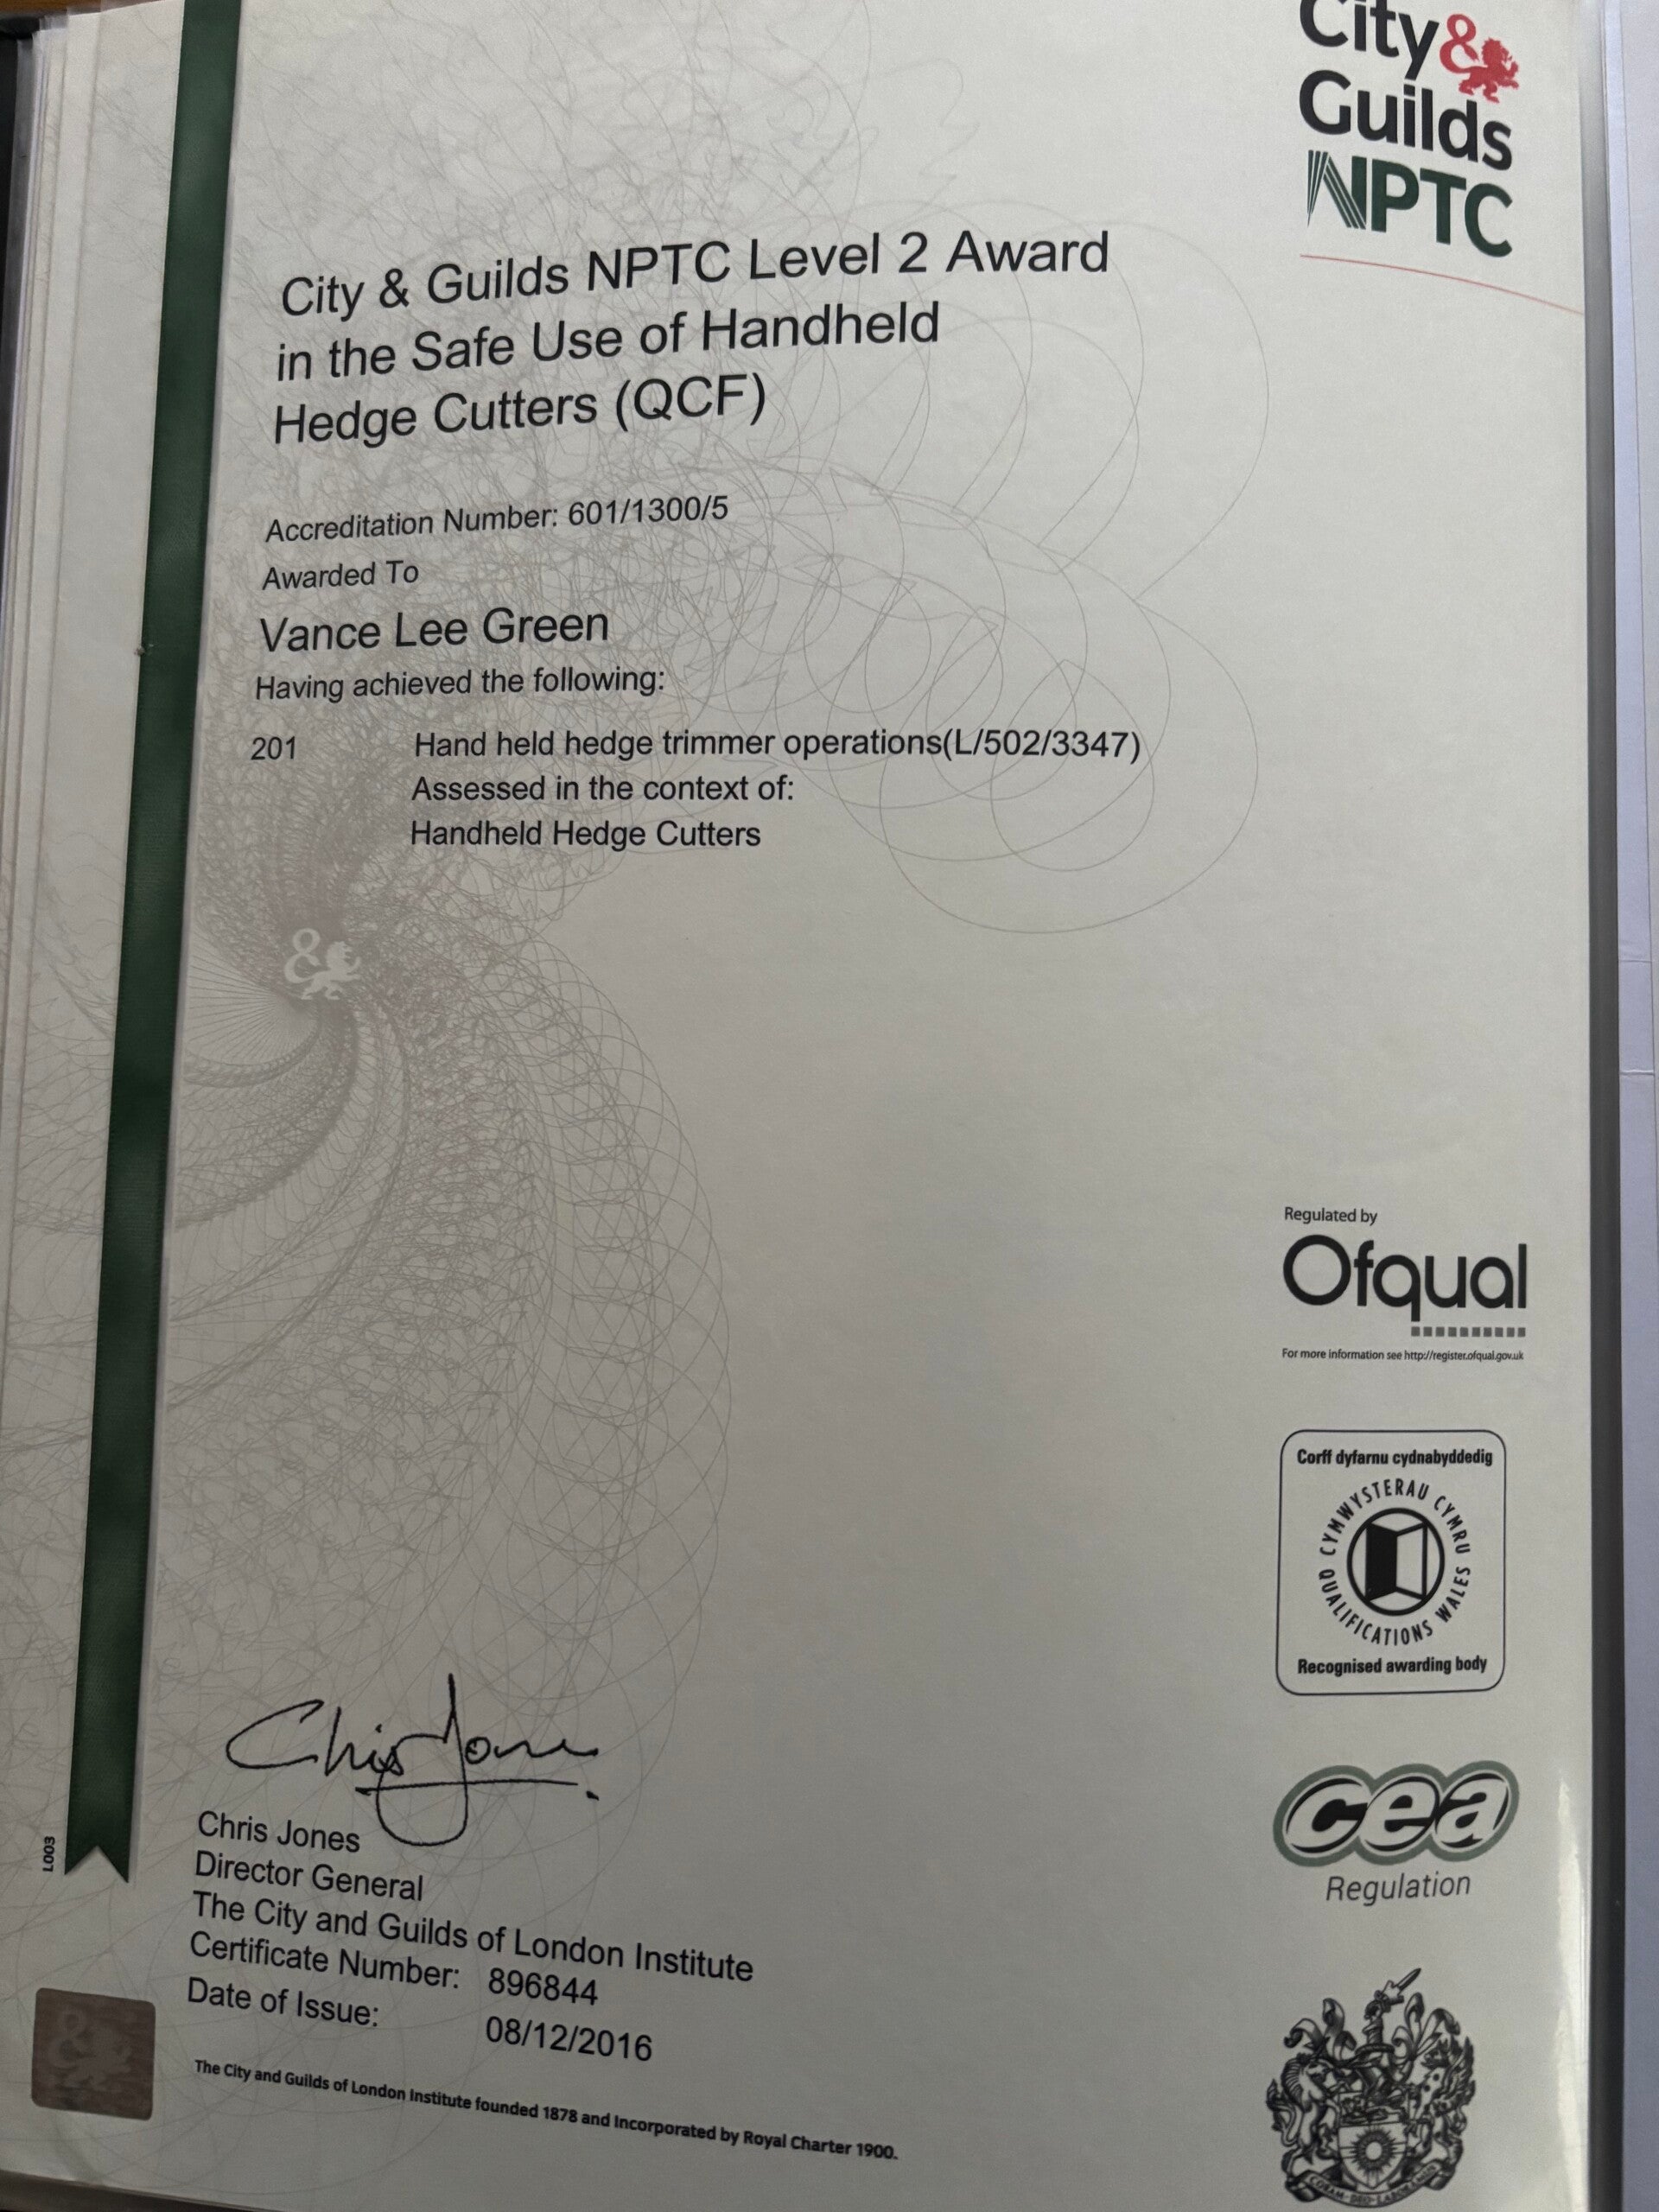 City &
Guilds
NPTC
City & Guilds NPTC Level 2 Award
in the Safe Use of Handheld
Hedge Cutters (QCF)
Accreditation Number: 601/1300/5
Awarded To
Vance Lee Green
Having achieved the following:
201 Hand held hedge trimmer operations(L/502/3347)
Assessed in the context of:
Handheld Hedge Cutters
&
Regulated by
Ofqual
For more information see http://register.ofqual.gov.uk
Corff dyfarnu cydnabyddedig
CYMWYSTERAU CYMRU
QUALIFICATIONS WALES
Recognised awarding body
cea
Regulation
Chris Jones
Chris Jones
Director General
The City and Guilds of London Institute
Certificate Number: 896844
Date of Issue: 08/12/2016
The City and Guilds of London Institute founded 1878 and Incorporated by Royal Charter 1900.
L003
&